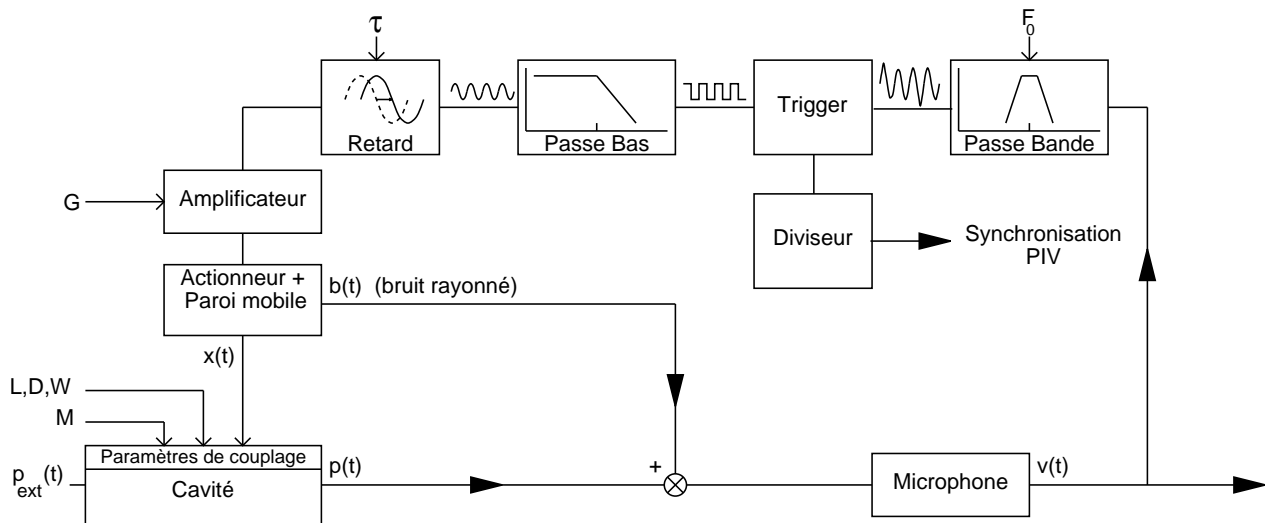 τ
F0
Retard
Passe Bas
Trigger
Passe Bande
G
Amplificateur
Diviseur
Synchronisation
PIV
Actionneur +
Paroi mobile
b(t) (bruit rayonné)
x(t)
L,D,W
M
Paramètres de couplage
pext(t)
Cavité
p(t)
+
Microphone
v(t)